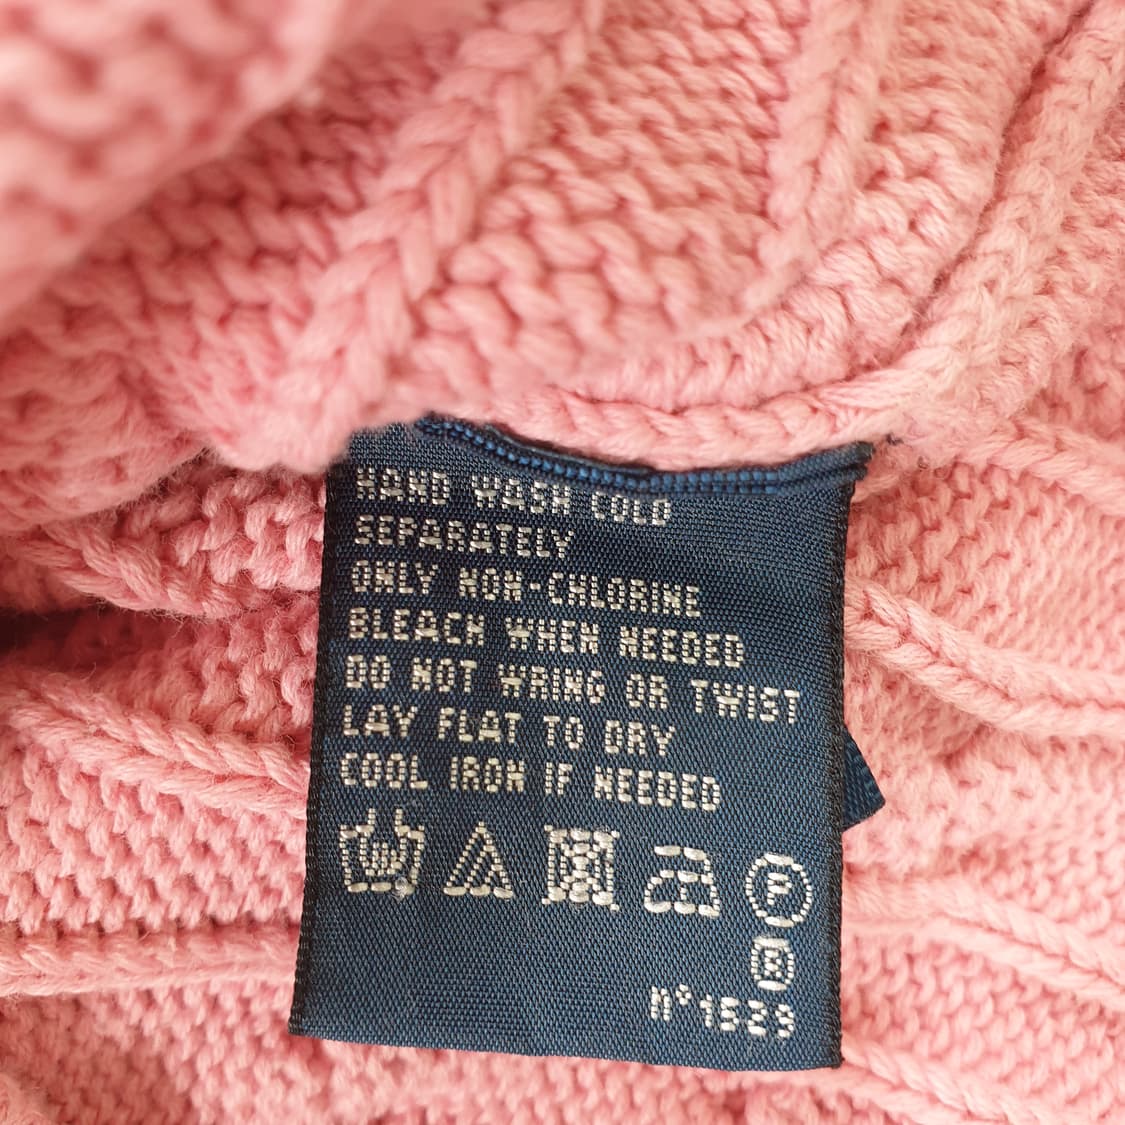 HAND WASH COLD
SEPARATELY
ONLY NON-CHLORINE
BLEACH WHEN NEEDED
DO NOT WRING OR TWIST
LAY FLAT TO DRY
COOL IRON IF NEEDED
P
R
N° 1529